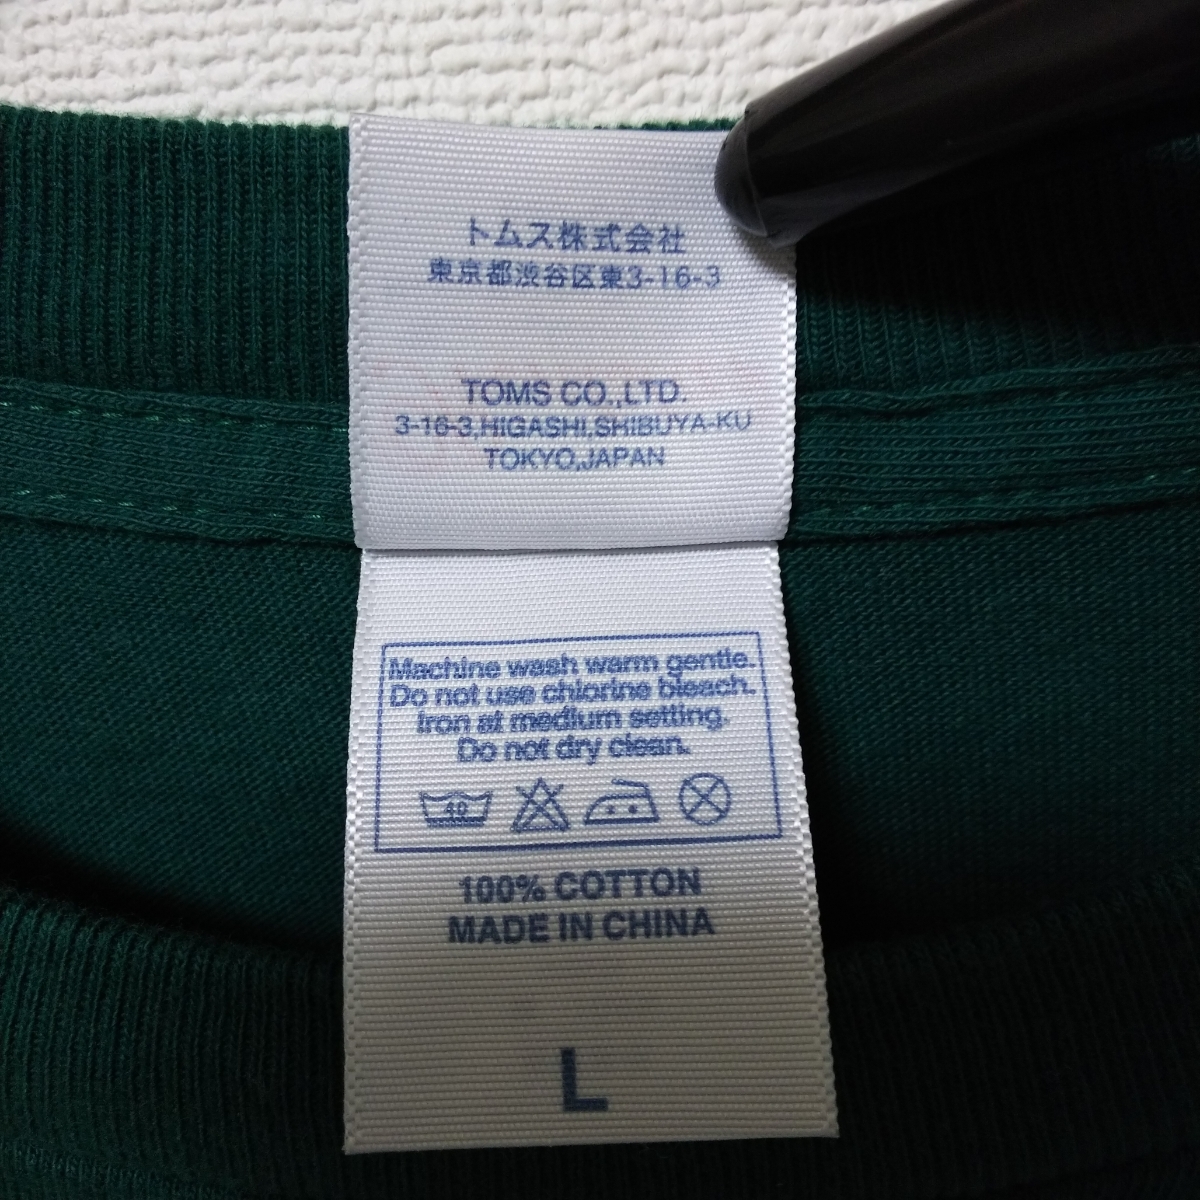 トムス株式会社
東京都渋谷区東3-16-3
TOMS CO.,LTD.
3-16-3,HIGASHI,SHIBUYA-KU
TOKYO,JAPAN
Machine wash warm gentle.
Do not use chlorine bleach.
Iron at medium setting.
Do not dry clean.
40
100% COTTON
MADE IN CHINA
L